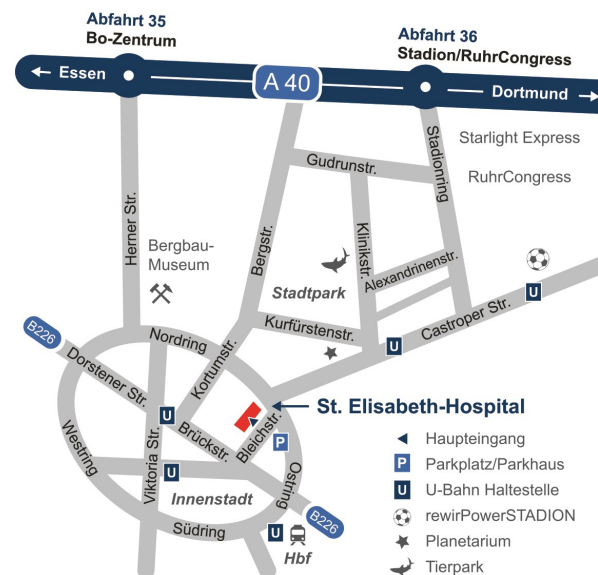 Abfahrt 35
Bo-Zentrum
Abfahrt 36
Stadion/RuhrCongress
Essen
A 40
Dortmund
Starlight Express
RuhrCongress
Gudrunstr.
Stadionring
Herner Str.
Bergstr.
Klinikstr.
Bergbau-
Museum
Alexandrinenstr.
Stadtpark
U
Castroper Str.
Kurfürstenstr.
U
B226
Nordring
Kortumstr.
Dorstener Str.
St. Elisabeth-Hospital
U
Brückstr.
Bleichstr.
P
Westring
Viktoria Str.
U
Innenstadt
Ostring
B226
Südring
U
Hbf
Haupteingang
P Parkplatz/Parkhaus
U U-Bahn Haltestelle
rewirPowerSTADION
Planetarium
Tierpark